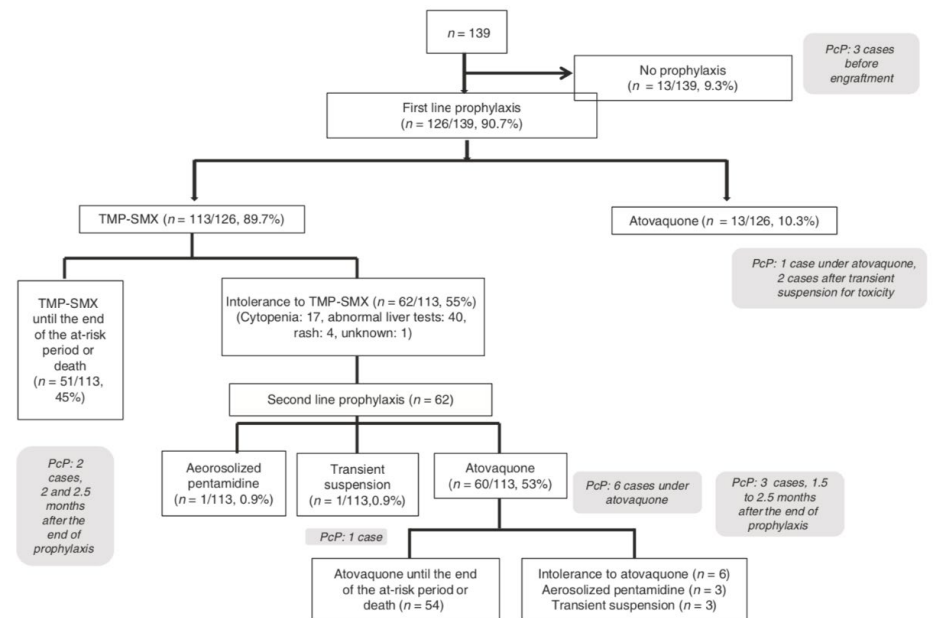 n = 139
PcP: 3 cases
before
engraftment
No prophylaxis
(n = 13/139, 9.3%)
First line prophylaxis
(n = 126/139, 90.7%)
TMP-SMX (n = 113/126, 89.7%)
Atovaquone (n = 13/126, 10.3%)
PcP: 1 case under atovaquone,
2 cases after transient
suspension for toxicity
TMP-SMX
until the end
of the at-risk
period or
death
(n = 51/113,
45%)
Intolerance to TMP-SMX (n = 62/113, 55%)
(Cytopenia: 17, abnormal liver tests: 40,
rash: 4, unknown: 1)
Second line prophylaxis (n = 62)
PcP: 2
cases,
2 and 2.5
months
after the
end of
prophylaxis
Aeorosolized
pentamidine
(n = 1/113, 0.9%)
Transient
suspension
(n = 1/113,0.9%)
Atovaquone
(n = 60/113, 53%)
PcP: 6 cases under
atovaquone
PcP: 3 cases, 1.5
to 2.5 months
after the end of
prophylaxis
PcP: 1 case
Atovaquone until the end
of the at-risk period or
death (n = 54)
Intolerance to atovaquone (n = 6)
Aerosolized pentamidine (n = 3)
Transient suspension (n = 3)